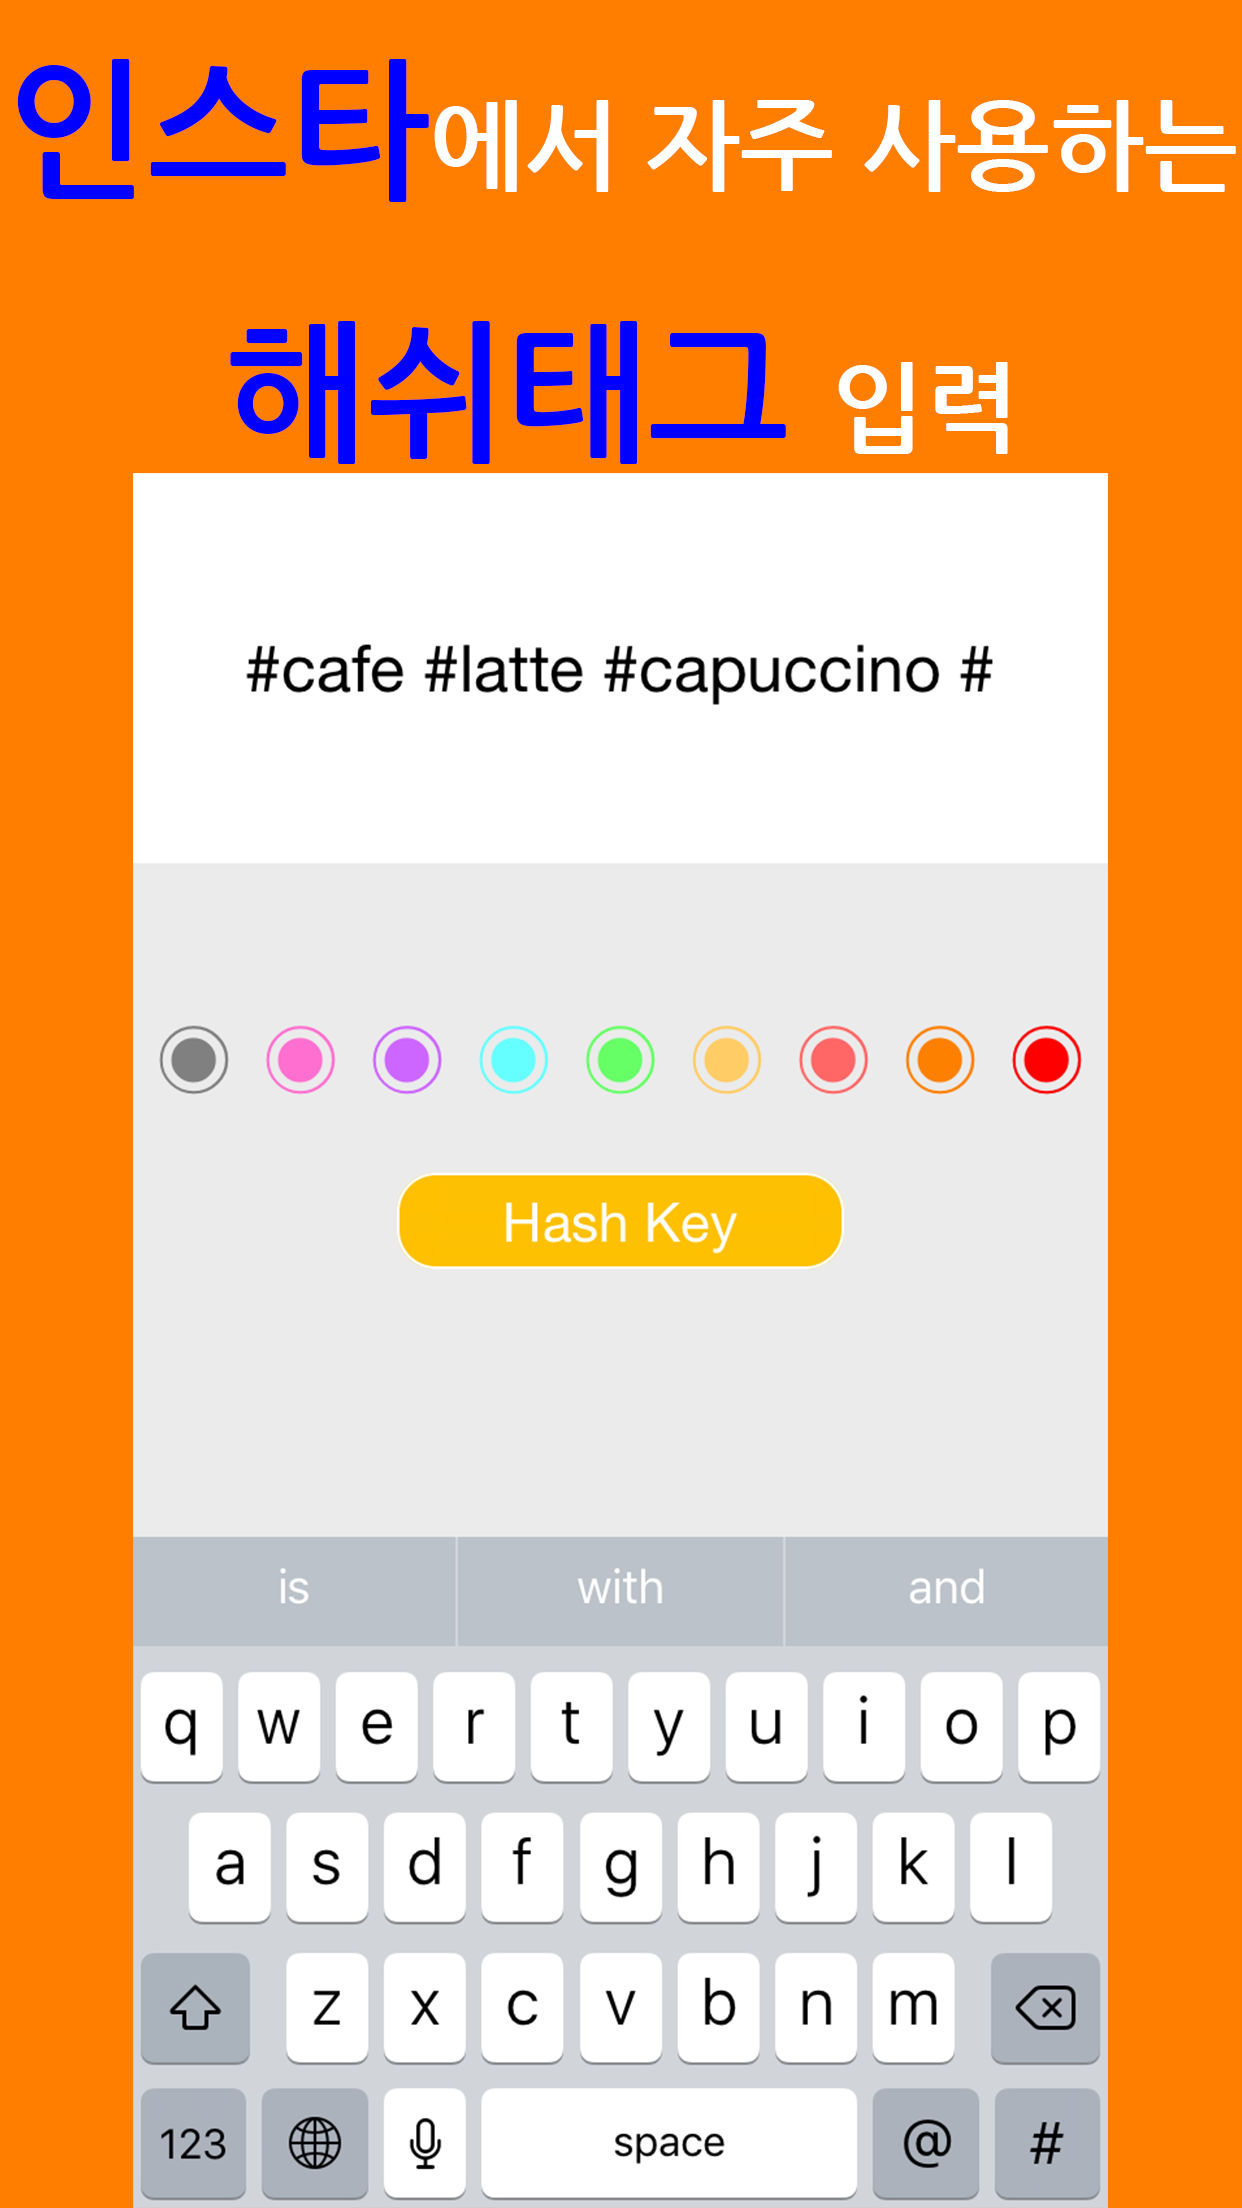 인스타에서 자주 사용하는
해쉬태그 입력
#cafe #latte #capuccino #
Hash Key
is with and
q w e r t y u i o p
a s d f g h j k l
z x c v b n m
123 space @ #